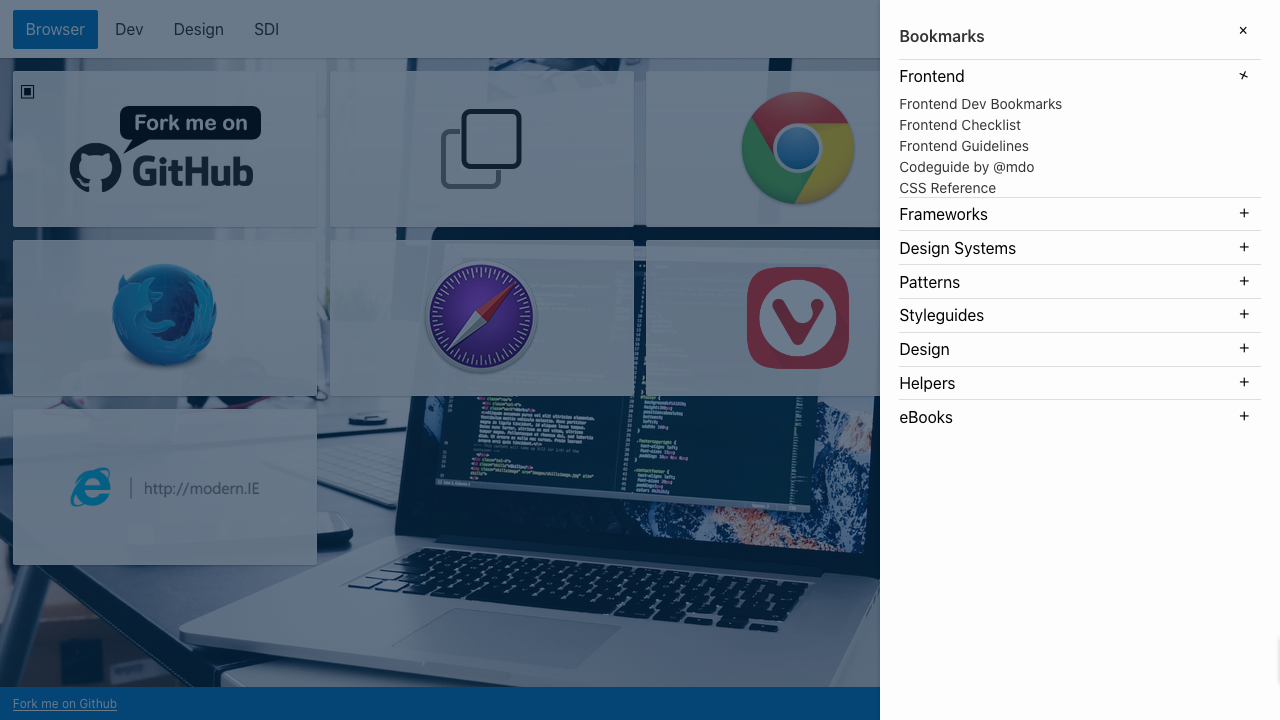 Browser Dev Design SDI
Bookmarks
Frontend
Frontend Dev Bookmarks
Frontend Checklist
Frontend Guidelines
Codeguide by @mdo
CSS Reference
Frameworks
Design Systems
Patterns
Styleguides
Design
Helpers
eBooks
Fork me on
GitHub
http://modern.IE
Fork me on Github